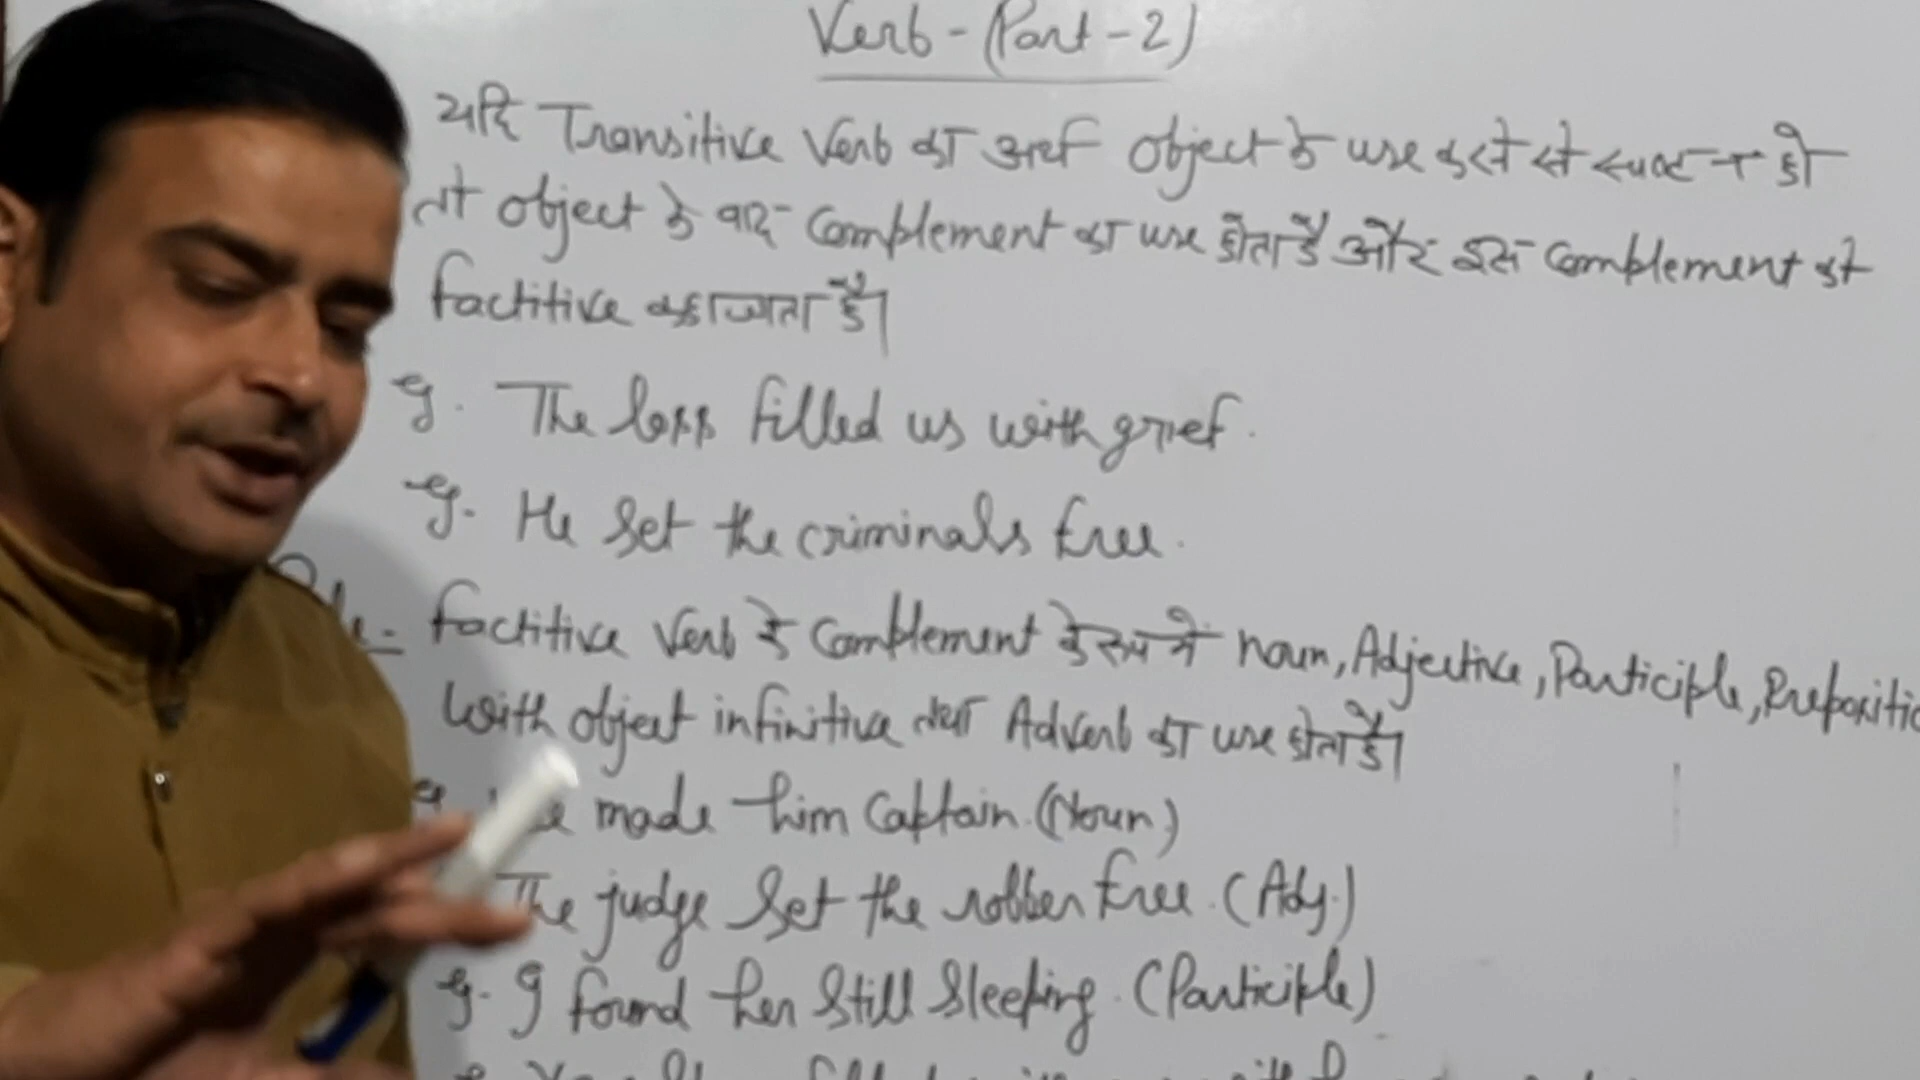 Verb - (Part - 2)
यदि Transitive Verb का अर्थ object के use करने से स्पष्ट न हो
तो object के बाद Complement का use होता है और इस Complement को
factitive कहा जाता है।
eg. The loss filled us with grief.
eg. He set the criminals free.
factitive Verb के Complement के रूप में noun, Adjective, Participle,
with object infinitive तथा Adverb का use होता है।
made him Captain. (Noun)
The judge set the robber free. (Adj.)
eg. I found her still sleeping. (Participle)